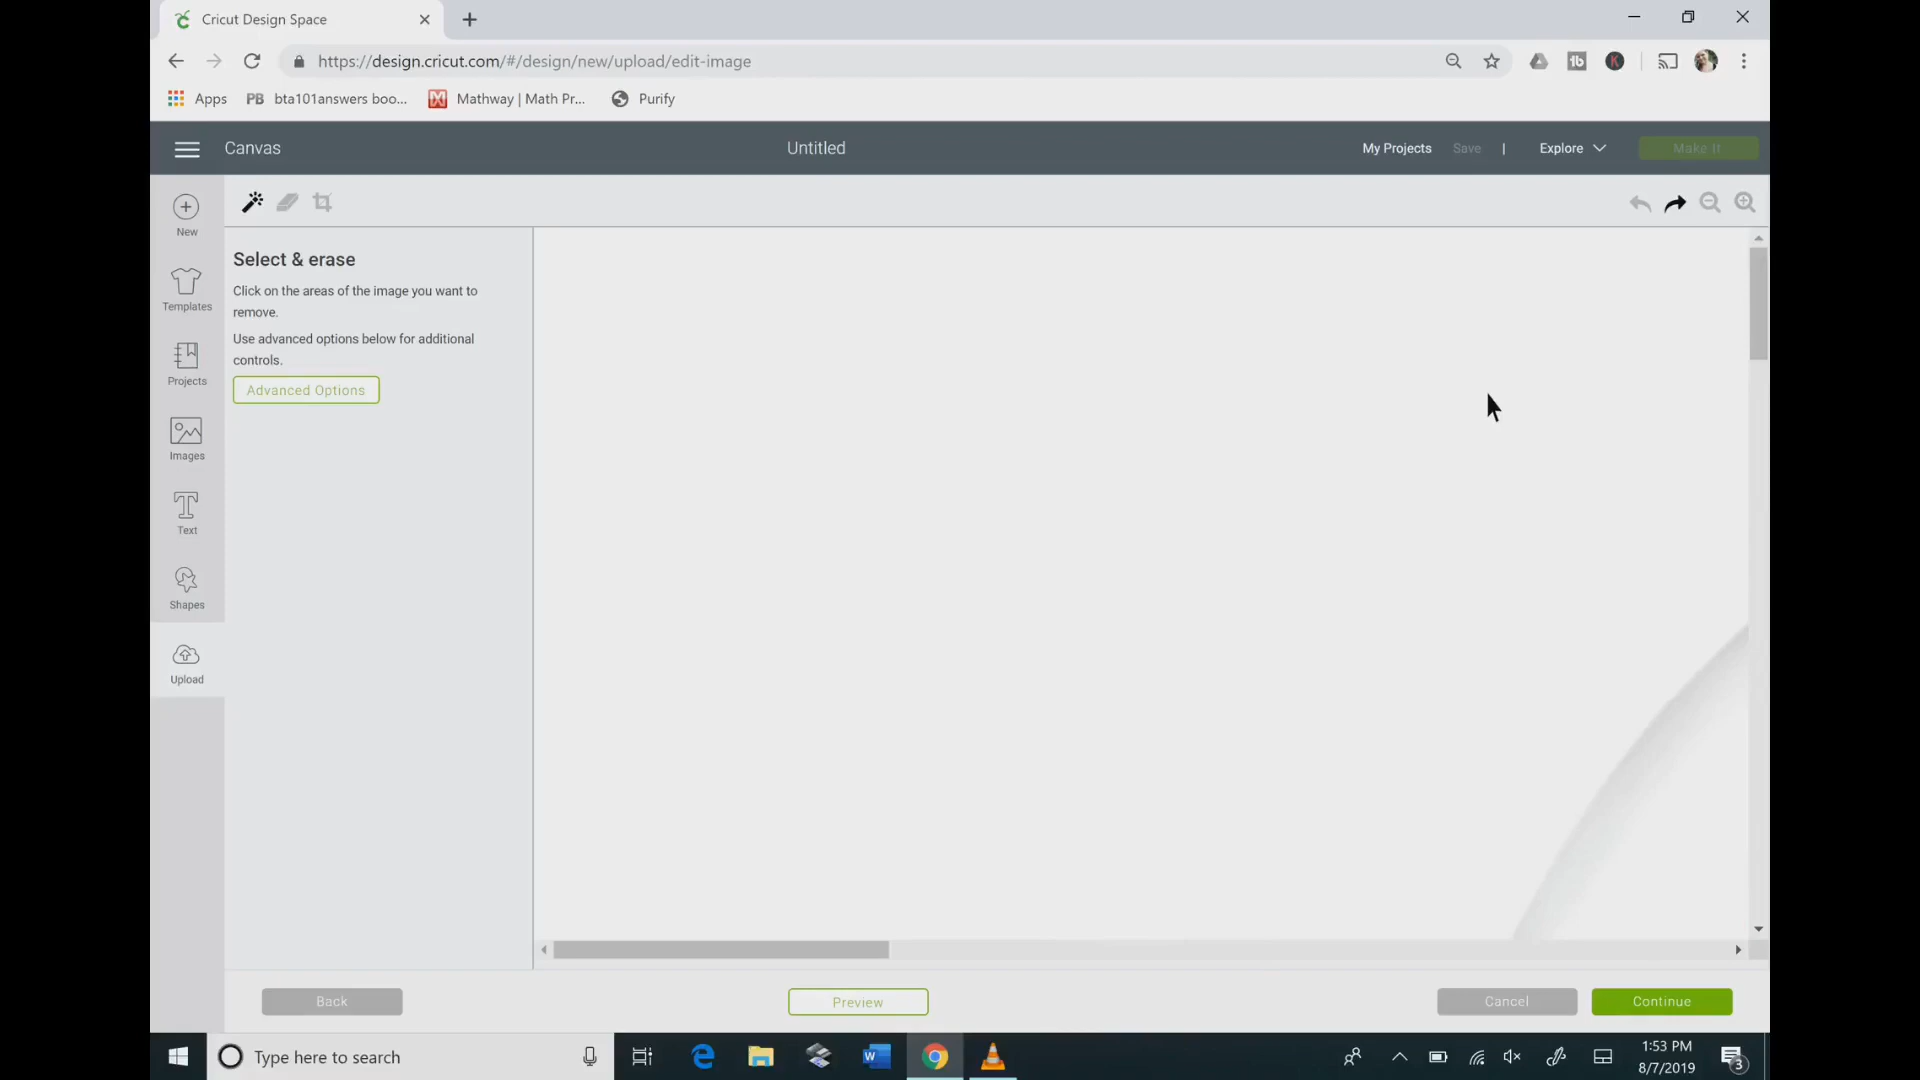 Cricut Design Space
https://design.cricut.com/#/design/new/upload/edit-image
Apps
PB bta101answers boo...
Mathway | Math Pr...
Purify
Canvas
Untitled
My Projects
Save
|
Explore
Make It
New
Templates
Projects
Images
Text
Shapes
Upload
Select & erase
Click on the areas of the image you want to
remove.
Use advanced options below for additional
controls.
Advanced Options
Back
Preview
Cancel
Continue
Type here to search
1:53 PM
8/7/2019
3